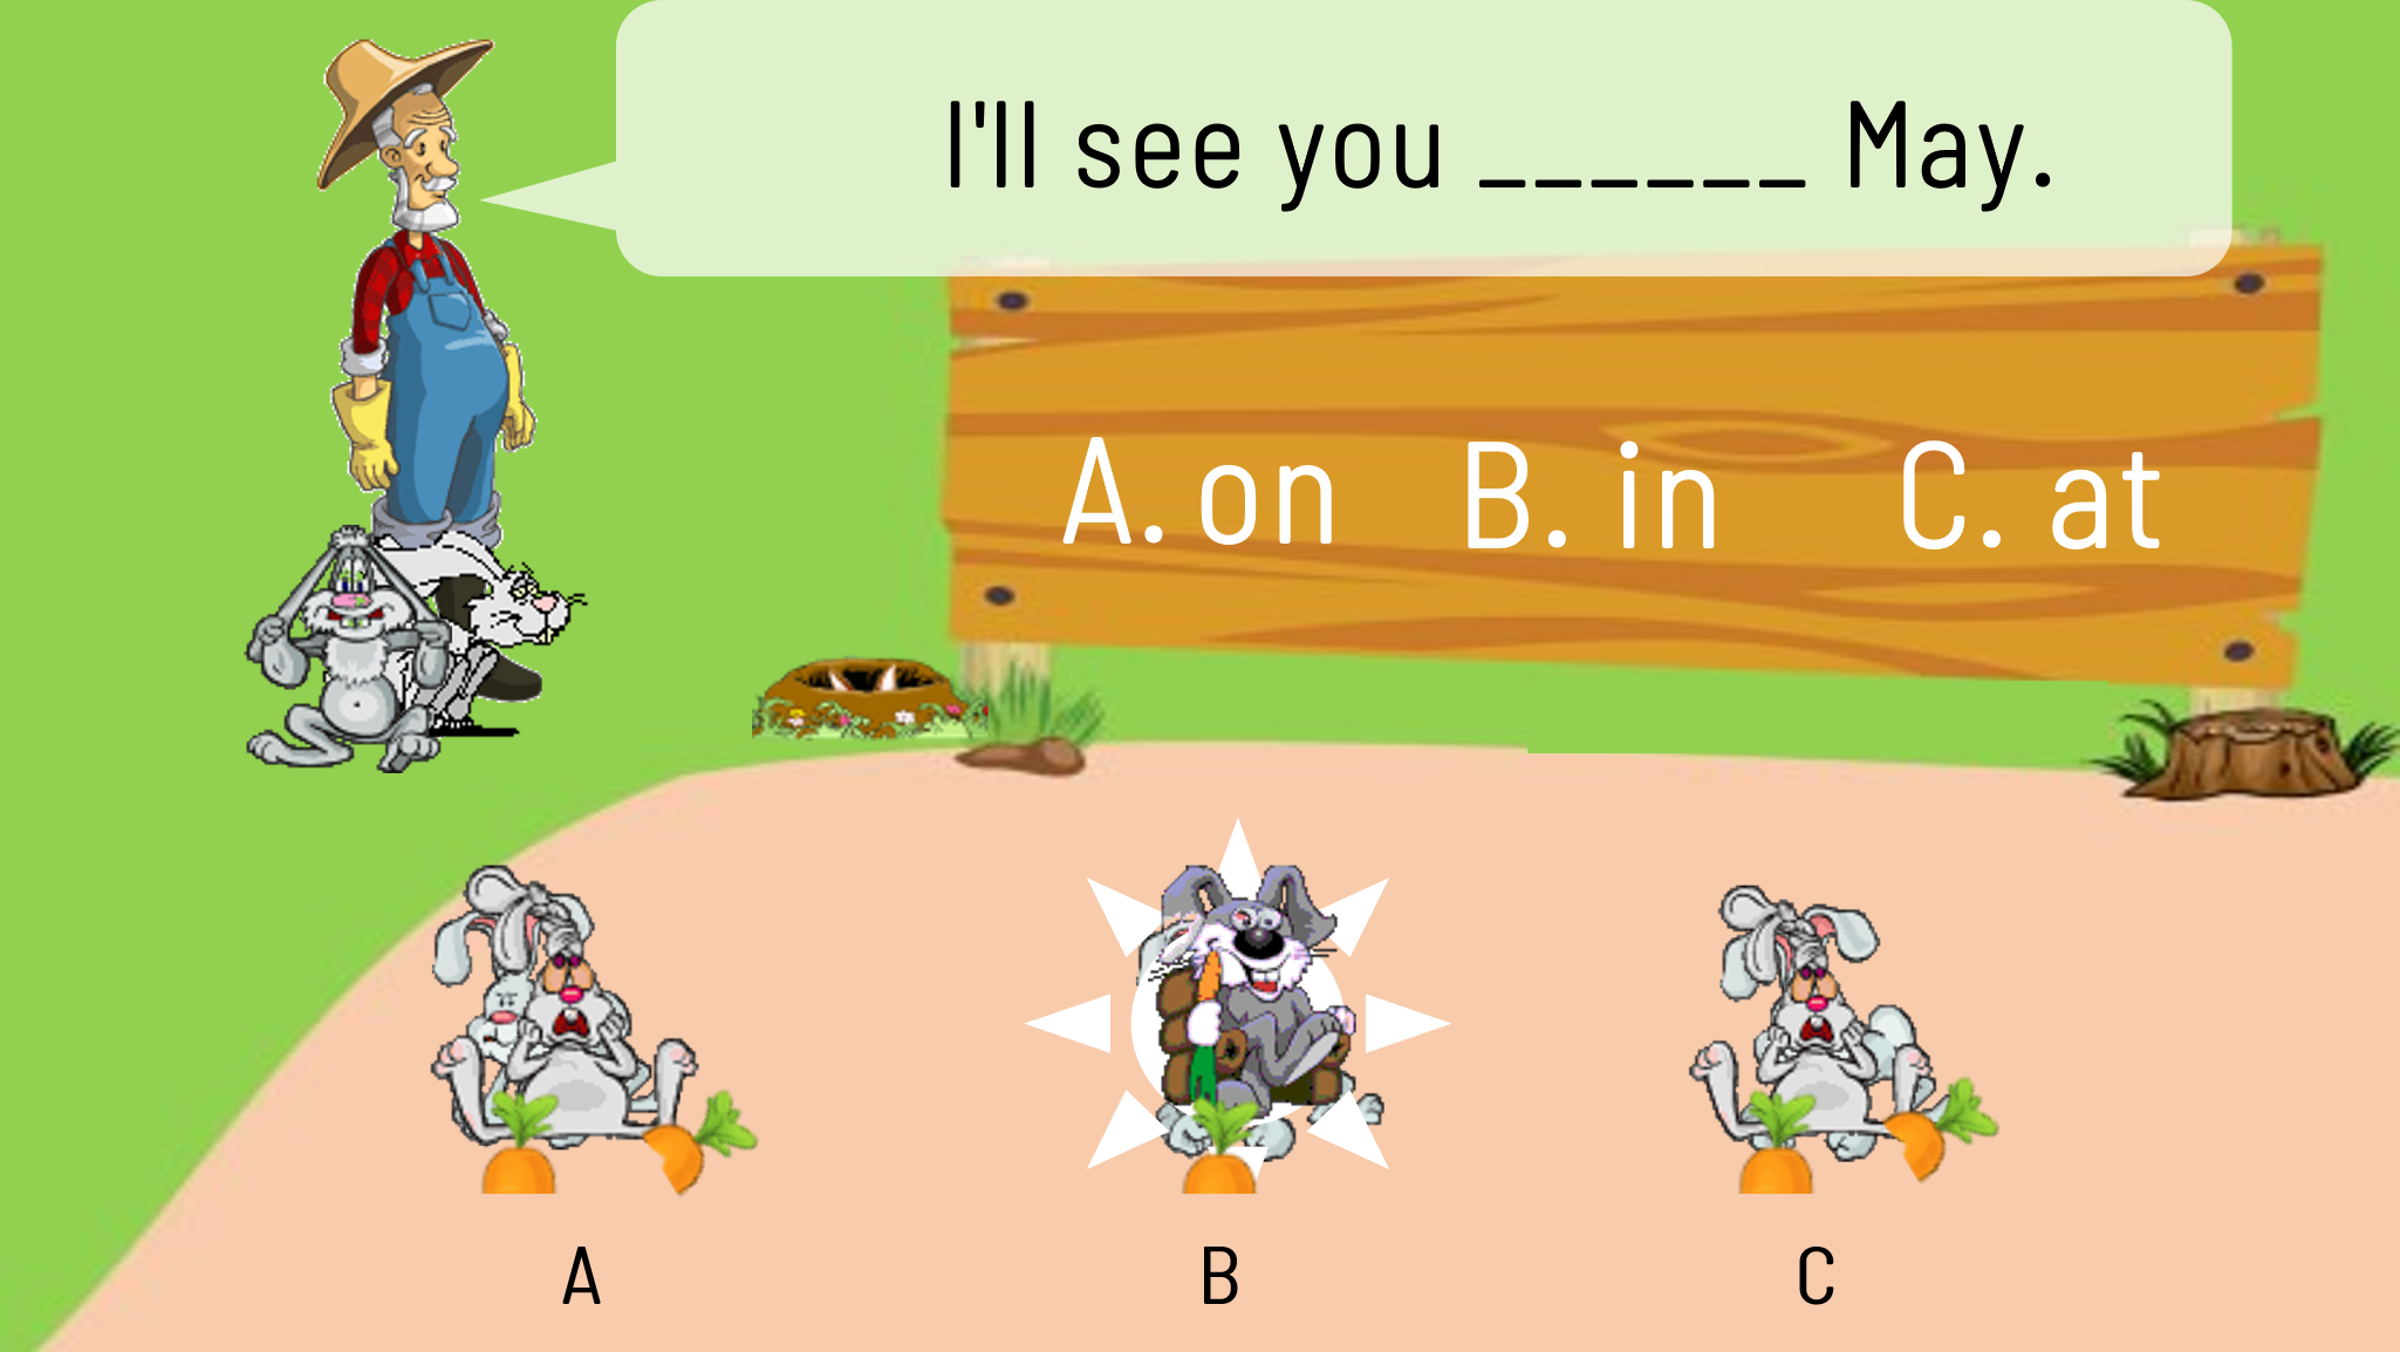 I'll see you ______ May.
A. on B. in C. at
A B C